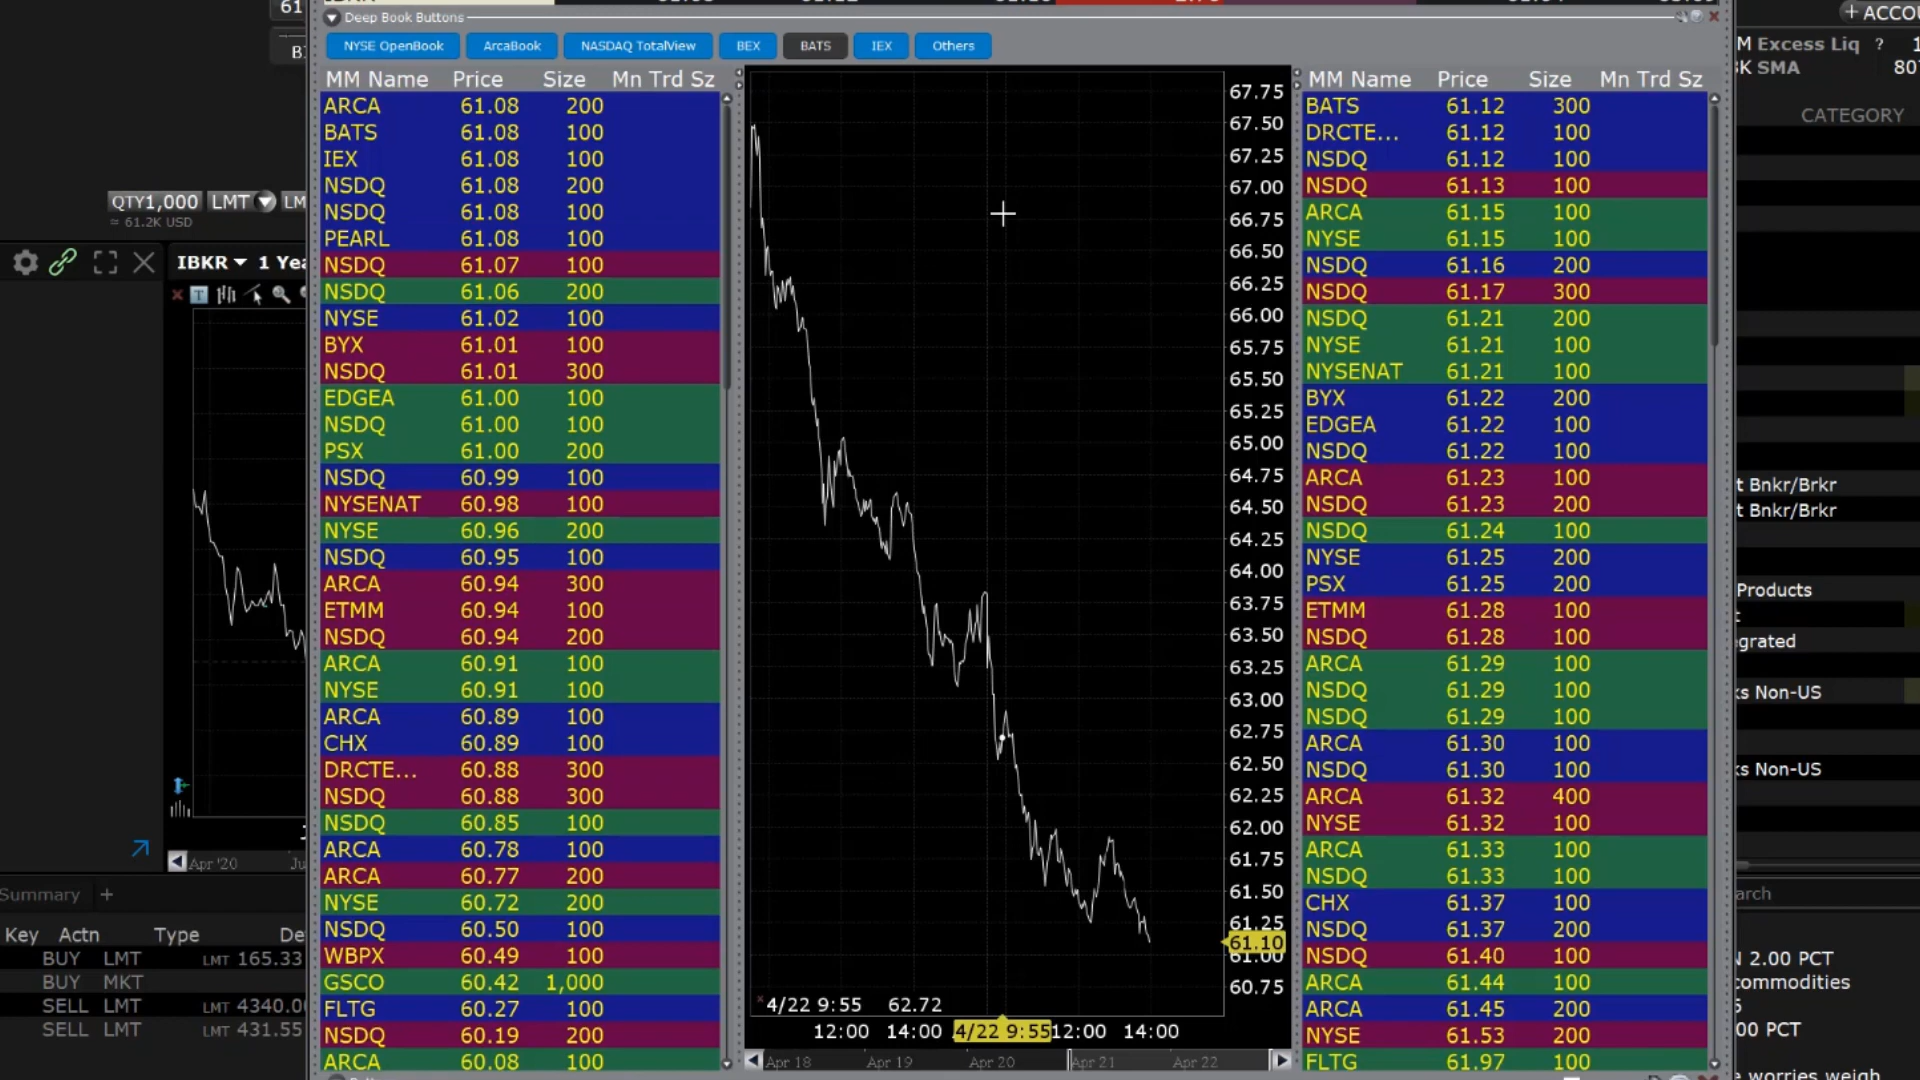 61
Deep Book Buttons
NYSE OpenBook ArcaBook NASDAQ TotalView BEX BATS IEX Others
+ ACCOU
M Excess Liq ?
K SMA 80
CATEGORY
QTY1,000 LMT LM
≈ 61.2K USD
IBKR 1 Yea
MM Name Price Size Mn Trd Sz
ARCA 61.08 200
BATS 61.08 100
IEX 61.08 100
NSDQ 61.08 200
NSDQ 61.08 100
PEARL 61.08 100
NSDQ 61.07 100
NSDQ 61.06 200
NYSE 61.02 100
BYX 61.01 100
NSDQ 61.01 300
EDGEA 61.00 100
NSDQ 61.00 100
PSX 61.00 200
NSDQ 60.99 100
NYSENAT 60.98 100
NYSE 60.96 200
NSDQ 60.95 100
ARCA 60.94 300
ETMM 60.94 100
NSDQ 60.94 200
ARCA 60.91 100
NYSE 60.91 100
ARCA 60.89 100
CHX 60.89 100
DRCTE... 60.88 300
NSDQ 60.88 300
NSDQ 60.85 100
ARCA 60.78 100
ARCA 60.77 200
NYSE 60.72 200
NSDQ 60.50 100
WBPX 60.49 100
GSCO 60.42 1,000
FLTG 60.27 100
NSDQ 60.19 200
ARCA 60.08 100
67.75
67.50
67.25
67.00
66.75
66.50
66.25
66.00
65.75
65.50
65.25
65.00
64.75
64.50
64.25
64.00
63.75
63.50
63.25
63.00
62.75
62.50
62.25
62.00
61.75
61.50
61.25
61.10
61.00
60.75
4/22 9:55 62.72
12:00 14:00 4/22 9:55 12:00 14:00
Apr 18 Apr 19 Apr 20 Apr 21 Apr 22
MM Name Price Size Mn Trd Sz
BATS 61.12 300
DRCTE... 61.12 100
NSDQ 61.12 100
NSDQ 61.13 100
ARCA 61.15 100
NYSE 61.15 100
NSDQ 61.16 200
NSDQ 61.17 300
NSDQ 61.21 200
NYSE 61.21 100
NYSENAT 61.21 100
BYX 61.22 200
EDGEA 61.22 100
NSDQ 61.22 100
ARCA 61.23 100
NSDQ 61.23 200
NSDQ 61.24 100
NYSE 61.25 200
PSX 61.25 200
ETMM 61.28 100
NSDQ 61.28 100
ARCA 61.29 100
NSDQ 61.29 100
NSDQ 61.29 100
ARCA 61.30 100
NSDQ 61.30 100
ARCA 61.32 400
NYSE 61.32 100
ARCA 61.33 100
NSDQ 61.33 100
CHX 61.37 100
NSDQ 61.37 200
NSDQ 61.40 100
ARCA 61.44 100
ARCA 61.45 200
NYSE 61.53 200
FLTG 61.97 100
t Bnkr/Brkr
t Bnkr/Brkr
Products
t
grated
ks Non-US
ks Non-US
Apr '20 Ju
Summary +
Key Actn Type De
BUY LMT LMT 165.33
BUY MKT
SELL LMT LMT 4340.0
SELL LMT LMT 431.55
arch
N 2.00 PCT
commodities
00 PCT
e worries weigh